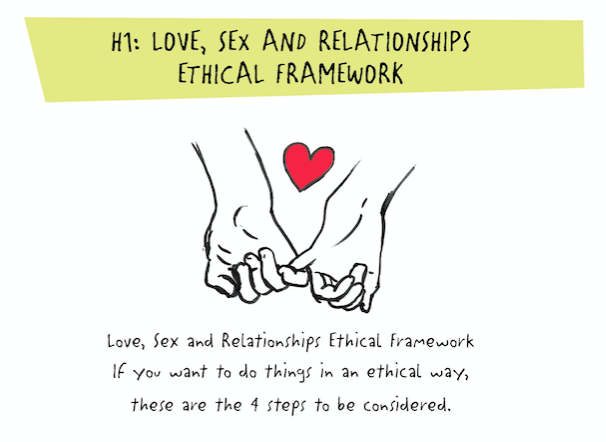 H1: LOVE, SEX AND RELATIONSHIPS
ETHICAL FRAMEWORK
Love, Sex and Relationships Ethical Framework
If you want to do things in an ethical way,
these are the 4 steps to be considered.